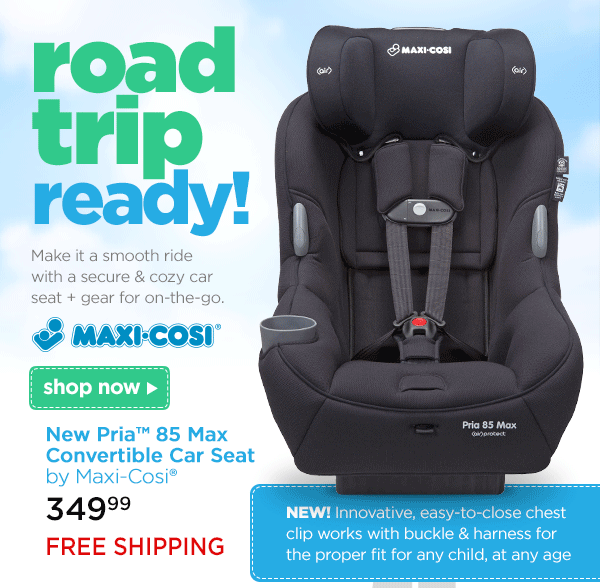 road
trip
ready!
Make it a smooth ride
with a secure & cozy car
seat + gear for on-the-go.
MAXI·COSI®
shop now
New Pria™ 85 Max
Convertible Car Seat
by Maxi-Cosi®
349⁹⁹
FREE SHIPPING
MAXI·COSI
(air)
(air)
MAXI·COSI
Pria 85 Max
(air)protect
NEW! Innovative, easy-to-close chest
clip works with buckle & harness for
the proper fit for any child, at any age